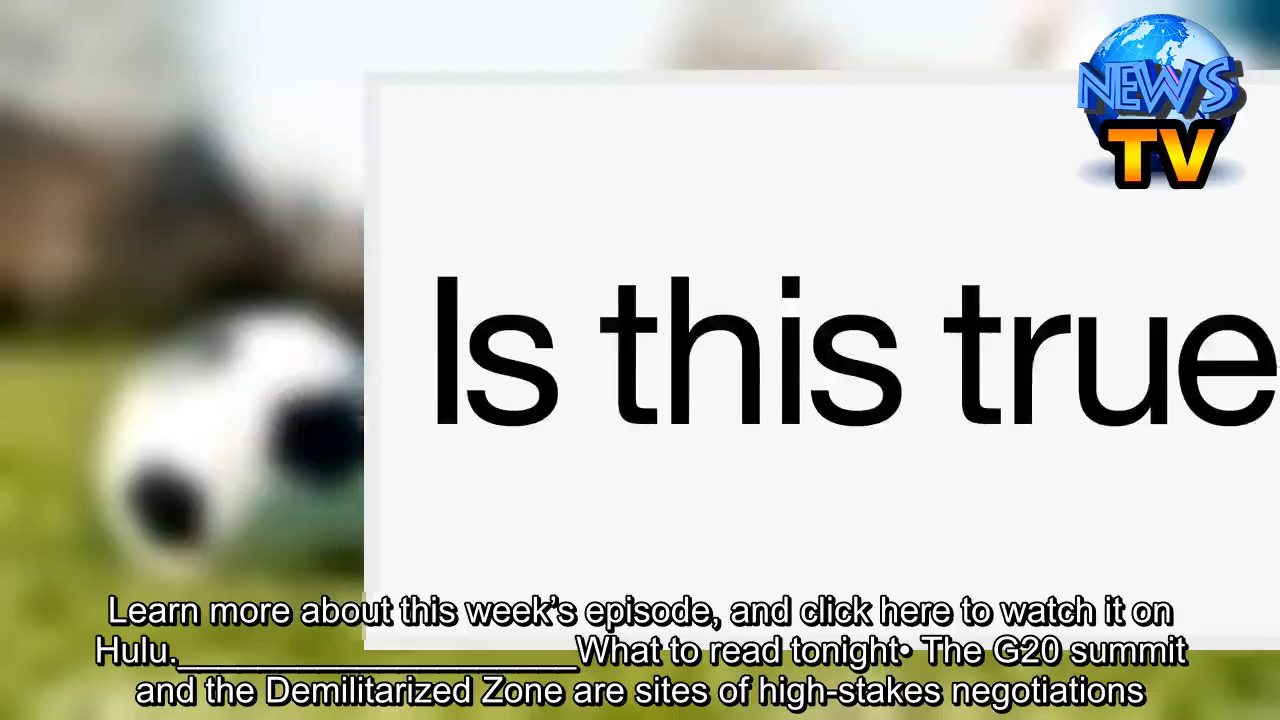 NEWS
TV
Is this true
Learn more about this week’s episode, and click here to watch it on
Hulu.____________________What to read tonight• The G20 summit
and the Demilitarized Zone are sites of high-stakes negotiations